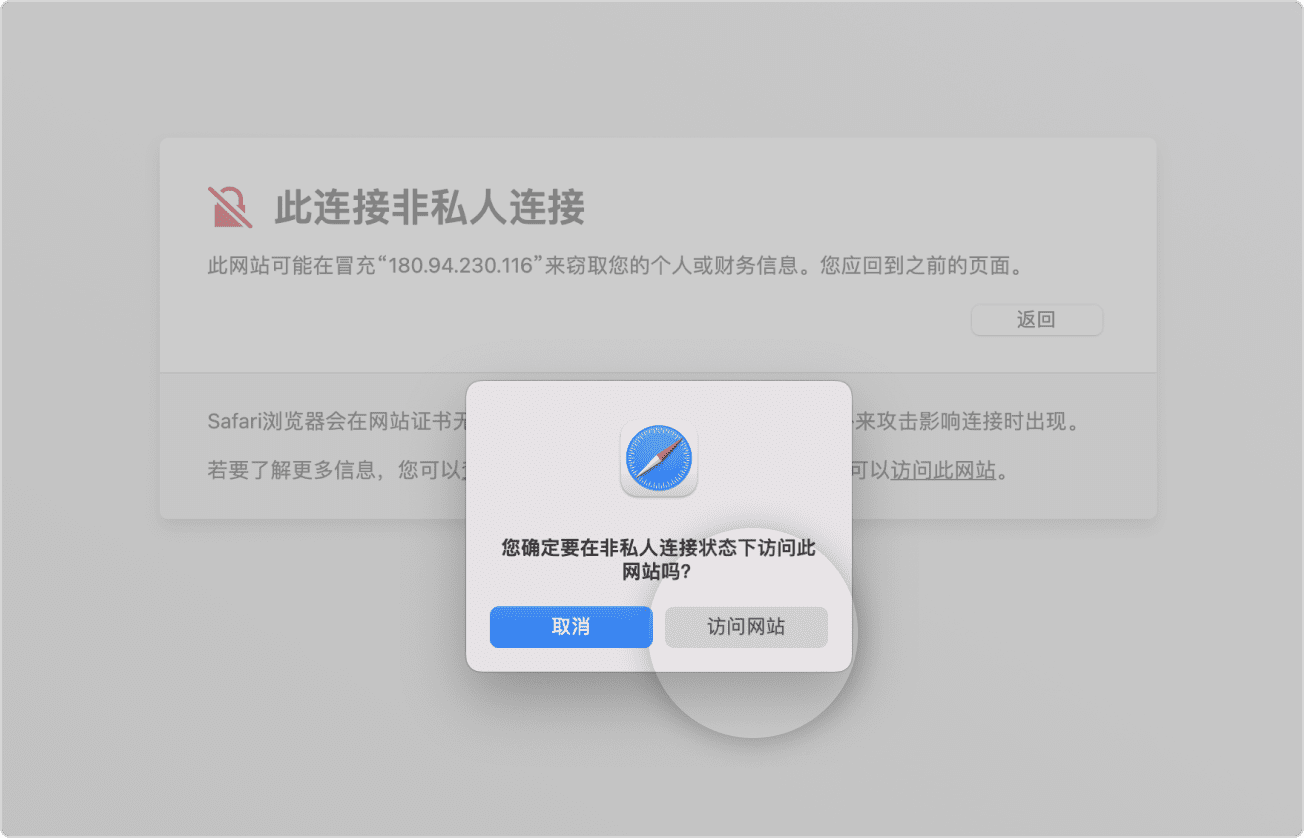 此连接非私人连接
此网站可能在冒充“180.94.230.116”来窃取您的个人或财务信息。您应回到之前的页面。
返回
Safari浏览器会在网站证书无
来攻击影响连接时出现。
若要了解更多信息，您可以
可以访问此网站。
您确定要在非私人连接状态下访问此
网站吗？
取消
访问网站